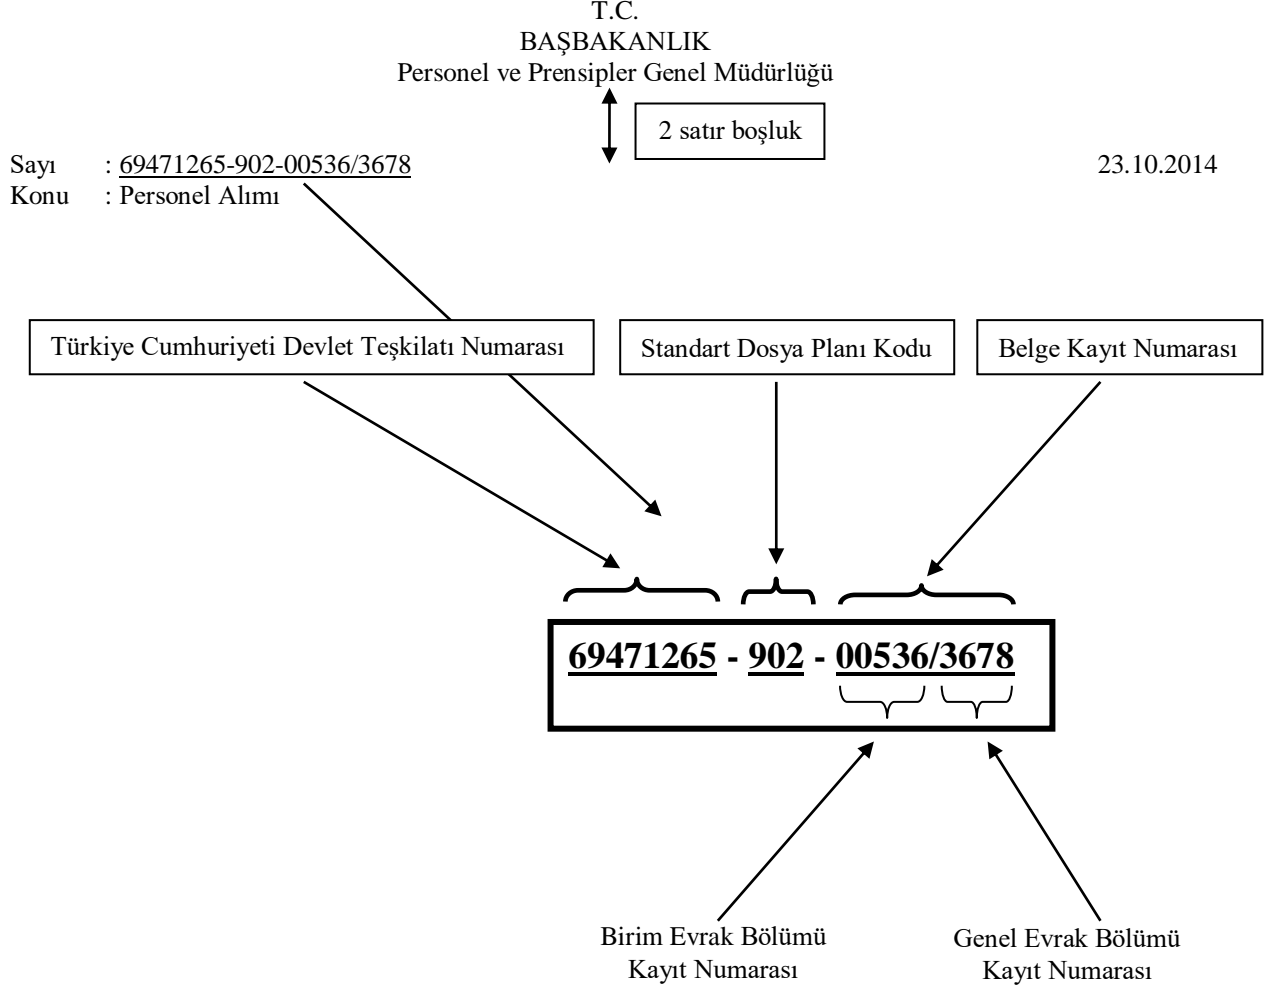 T.C.
BAŞBAKANLIK
Personel ve Prensipler Genel Müdürlüğü
2 satır boşluk
Sayı : 69471265-902-00536/3678 23.10.2014
Konu : Personel Alımı
Türkiye Cumhuriyeti Devlet Teşkilatı Numarası
Standart Dosya Planı Kodu
Belge Kayıt Numarası
69471265 - 902 - 00536/3678
Birim Evrak Bölümü
Kayıt Numarası
Genel Evrak Bölümü
Kayıt Numarası